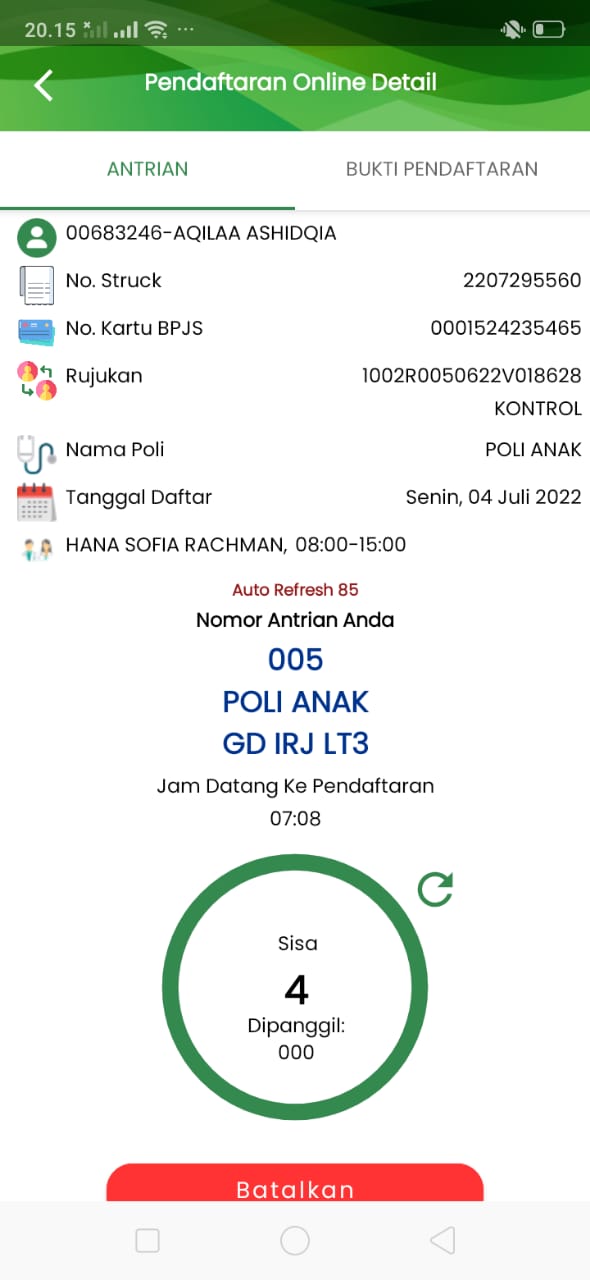 20.15
Pendaftaran Online Detail
ANTRIAN BUKTI PENDAFTARAN
00683246-AQILAA ASHIDQIA
No. Struck 2207295560
No. Kartu BPJS 0001524235465
Rujukan 1002R0050622V018628
KONTROL
Nama Poli POLI ANAK
Tanggal Daftar Senin, 04 Juli 2022
HANA SOFIA RACHMAN, 08:00-15:00
Auto Refresh 85
Nomor Antrian Anda
005
POLI ANAK
GD IRJ LT3
Jam Datang Ke Pendaftaran
07:08
Sisa
4
Dipanggil:
000
Batalkan